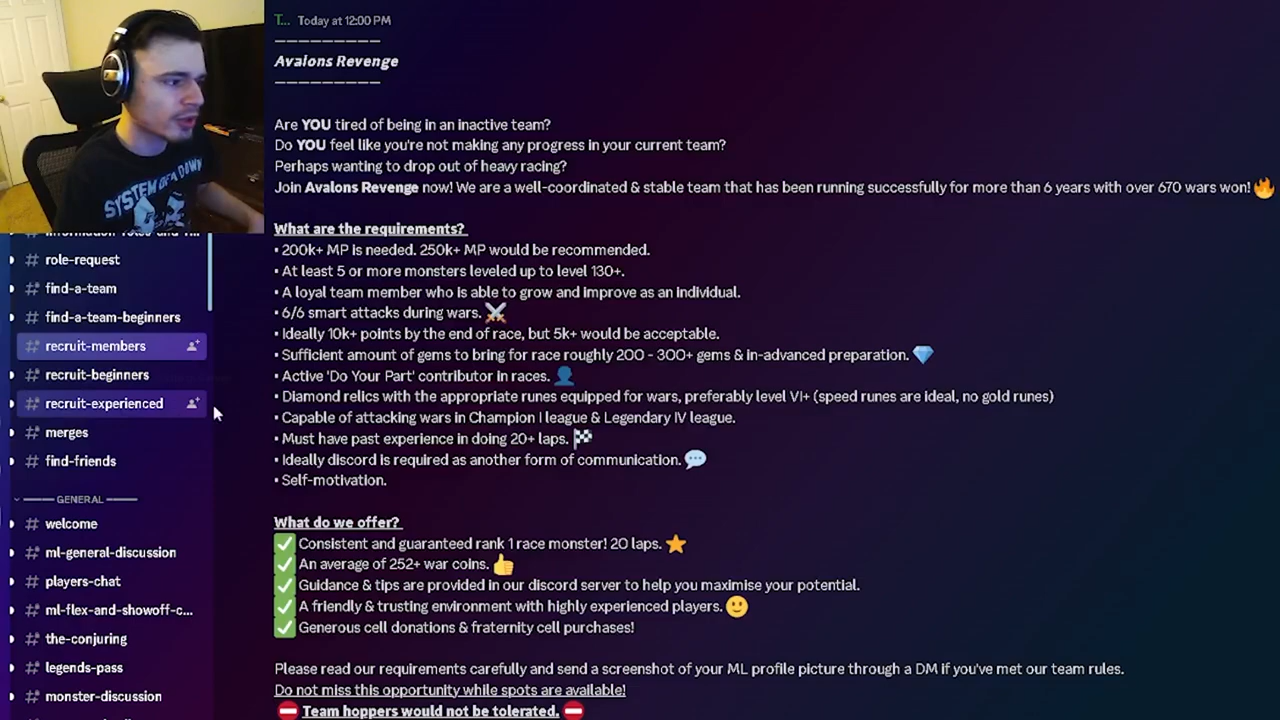 T... Today at 12:00 PM
—————————
Avalons Revenge
—————————
Are YOU tired of being in an inactive team?
Do YOU feel like you're not making any progress in your current team?
Perhaps wanting to drop out of heavy racing?
Join Avalons Revenge now! We are a well-coordinated & stable team that has been running successfully for more than 6 years with over 670 wars won! 🔥
What are the requirements?
• 200k+ MP is needed. 250k+ MP would be recommended.
• At least 5 or more monsters leveled up to level 130+.
• A loyal team member who is able to grow and improve as an individual.
• 6/6 smart attacks during wars. ⚔️
• Ideally 10k+ points by the end of race, but 5k+ would be acceptable.
• Sufficient amount of gems to bring for race roughly 200 - 300+ gems & in-advanced preparation. 💎
• Active 'Do Your Part' contributor in races. 👤
• Diamond relics with the appropriate runes equipped for wars, preferably level VI+ (speed runes are ideal, no gold runes)
• Capable of attacking wars in Champion I league & Legendary IV league.
• Must have past experience in doing 20+ laps. 🏁
• Ideally discord is required as another form of communication. 💬
• Self-motivation.
What do we offer?
✅ Consistent and guaranteed rank 1 race monster! 20 laps. ⭐
✅ An average of 252+ war coins. 👍
✅ Guidance & tips are provided in our discord server to help you maximise your potential.
✅ A friendly & trusting environment with highly experienced players. 🙂
✅ Generous cell donations & fraternity cell purchases!
Please read our requirements carefully and send a screenshot of your ML profile picture through a DM if you've met our team rules.
Do not miss this opportunity while spots are available!
⛔ Team hoppers would not be tolerated. ⛔
SYSTEM OF A DOWN
# role-request
# find-a-team
# find-a-team-beginners
# recruit-members
# recruit-beginners
# recruit-experienced
# merges
# find-friends
GENERAL
# welcome
# ml-general-discussion
# players-chat
# ml-flex-and-showoff-c...
# the-conjuring
# legends-pass
# monster-discussion